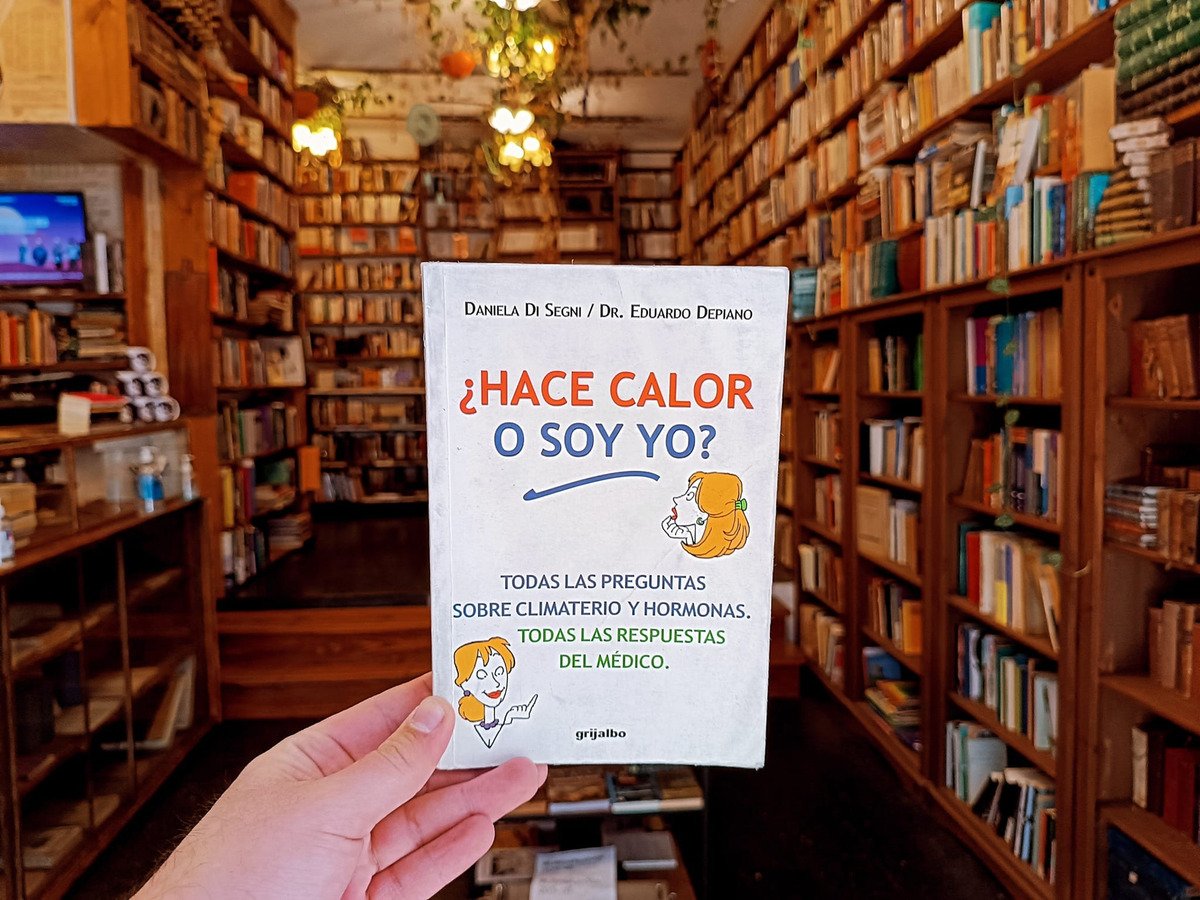 DANIELA DI SEGNI / DR. EDUARDO DEPIANO
¿HACE CALOR
O SOY YO?
TODAS LAS PREGUNTAS
SOBRE CLIMATERIO Y HORMONAS.
TODAS LAS RESPUESTAS
DEL MÉDICO.
grijalbo